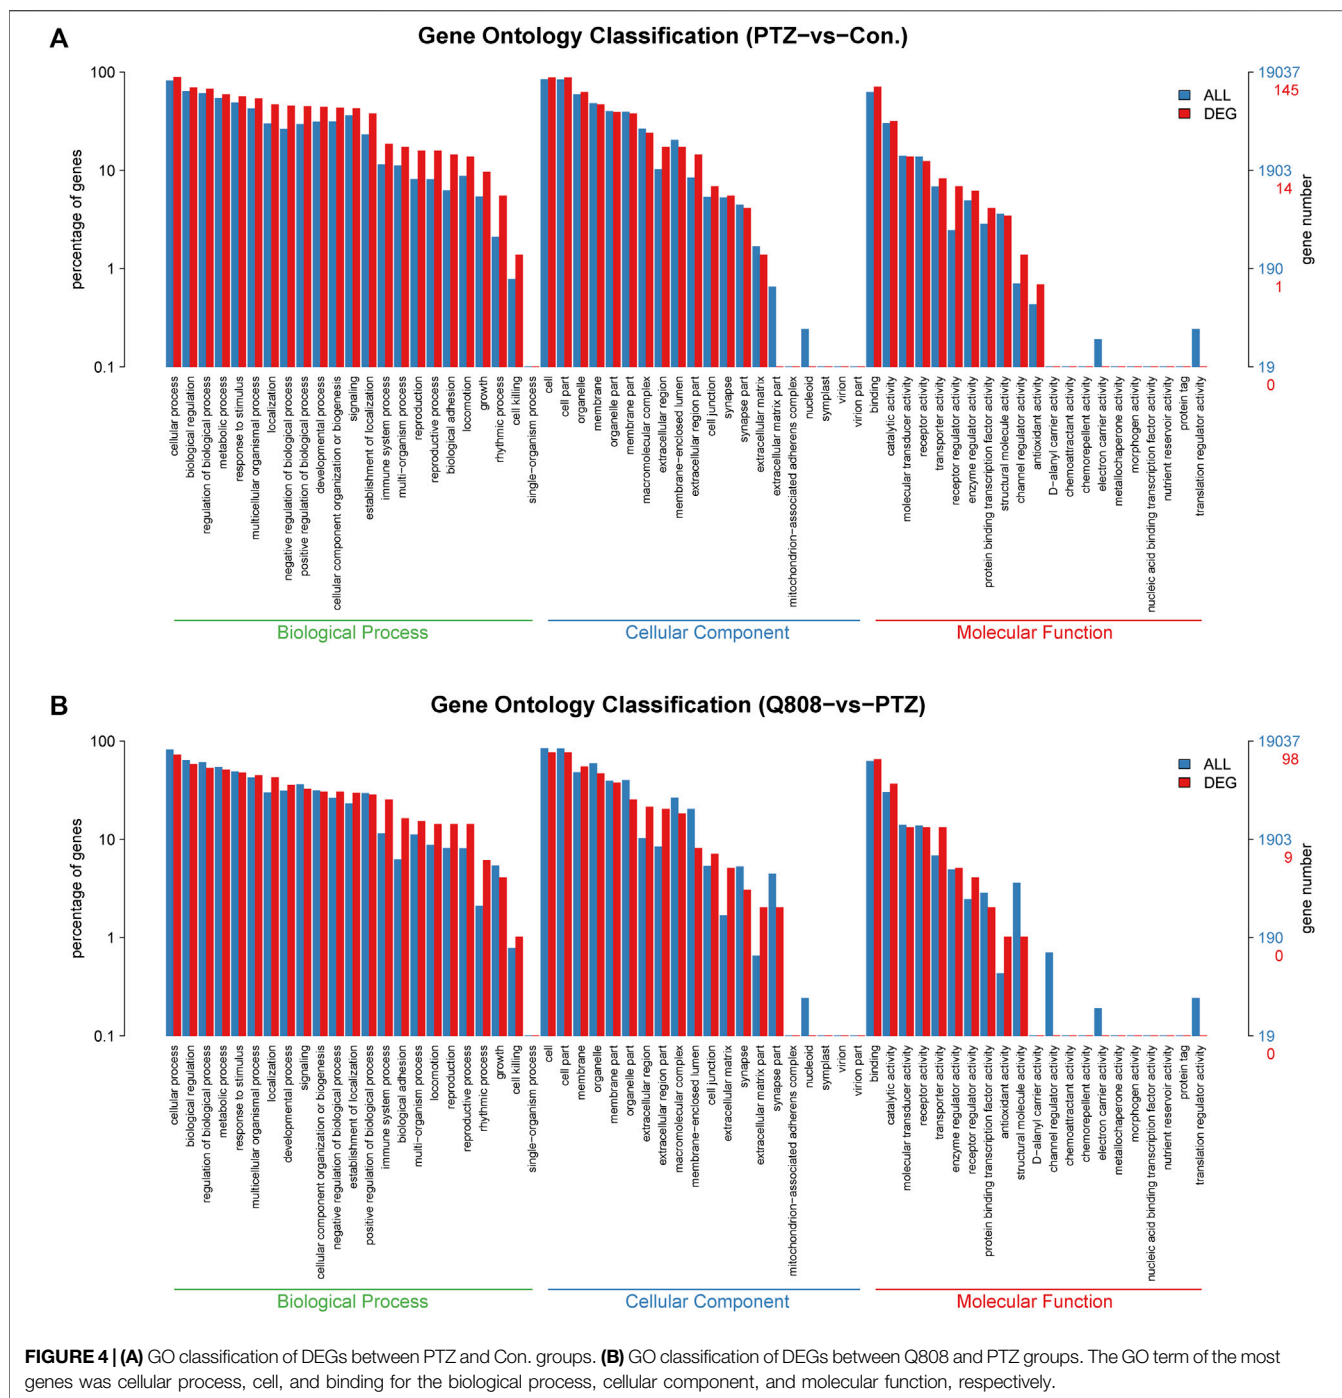 A
Gene Ontology Classification (PTZ−vs−Con.)
percentage of genes
100
10
1
0.1
19037
145
1903
14
190
1
19
0
gene number
ALL
DEG
cellular process
biological regulation
regulation of biological process
metabolic process
response to stimulus
multicellular organismal process
localization
negative regulation of biological process
positive regulation of biological process
developmental process
cellular component organization or biogenesis
signaling
establishment of localization
immune system process
multi−organism process
reproduction
reproductive process
biological adhesion
locomotion
growth
rhythmic process
cell killing
single−organism process
cell
cell part
organelle
membrane
organelle part
membrane part
macromolecular complex
extracellular region
membrane−enclosed lumen
extracellular region part
cell junction
synapse
synapse part
extracellular matrix
extracellular matrix part
mitochondrion−associated adherens complex
nucleoid
symplast
virion
virion part
binding
catalytic activity
molecular transducer activity
receptor activity
transporter activity
receptor regulator activity
enzyme regulator activity
protein binding transcription factor activity
structural molecule activity
channel regulator activity
antioxidant activity
D−alanyl carrier activity
chemoattractant activity
chemorepellent activity
electron carrier activity
metallochaperone activity
morphogen activity
nucleic acid binding transcription factor activity
nutrient reservoir activity
protein tag
translation regulator activity
Biological Process
Cellular Component
Molecular Function
B
Gene Ontology Classification (Q808−vs−PTZ)
percentage of genes
100
10
1
0.1
19037
98
1903
9
190
0
19
0
gene number
ALL
DEG
cellular process
biological regulation
regulation of biological process
metabolic process
response to stimulus
multicellular organismal process
localization
developmental process
signaling
cellular component organization or biogenesis
negative regulation of biological process
establishment of localization
positive regulation of biological process
immune system process
biological adhesion
multi−organism process
locomotion
reproduction
reproductive process
rhythmic process
growth
cell killing
single−organism process
cell
cell part
membrane
organelle
membrane part
organelle part
extracellular region
extracellular region part
macromolecular complex
membrane−enclosed lumen
cell junction
extracellular matrix
synapse
extracellular matrix part
synapse part
mitochondrion−associated adherens complex
nucleoid
symplast
virion
virion part
binding
catalytic activity
molecular transducer activity
receptor activity
transporter activity
enzyme regulator activity
receptor regulator activity
protein binding transcription factor activity
antioxidant activity
structural molecule activity
D−alanyl carrier activity
channel regulator activity
chemoattractant activity
chemorepellent activity
electron carrier activity
metallochaperone activity
morphogen activity
nucleic acid binding transcription factor activity
nutrient reservoir activity
protein tag
translation regulator activity
Biological Process
Cellular Component
Molecular Function
FIGURE 4 | (A) GO classification of DEGs between PTZ and Con. groups. (B) GO classification of DEGs between Q808 and PTZ groups. The GO term of the most
genes was cellular process, cell, and binding for the biological process, cellular component, and molecular function, respectively.